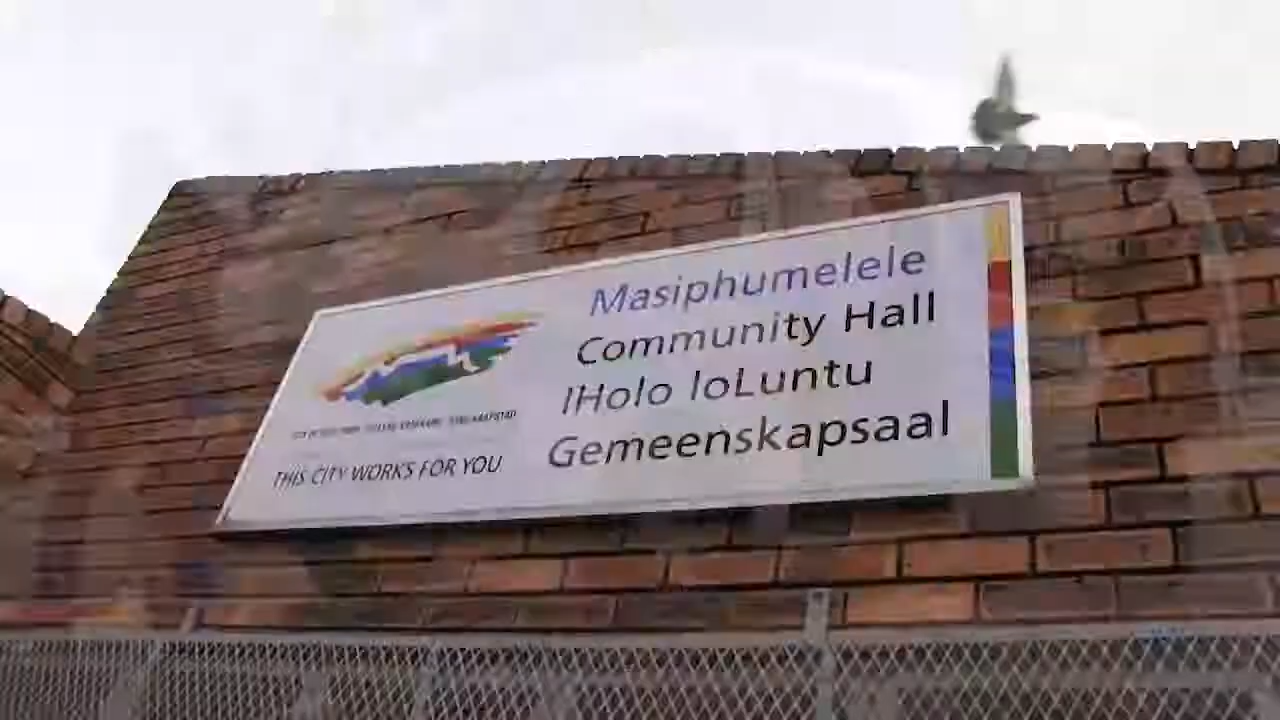 Masiphumelele
Community Hall
IHolo loLuntu
Gemeenskapsaal
THIS CITY WORKS FOR YOU